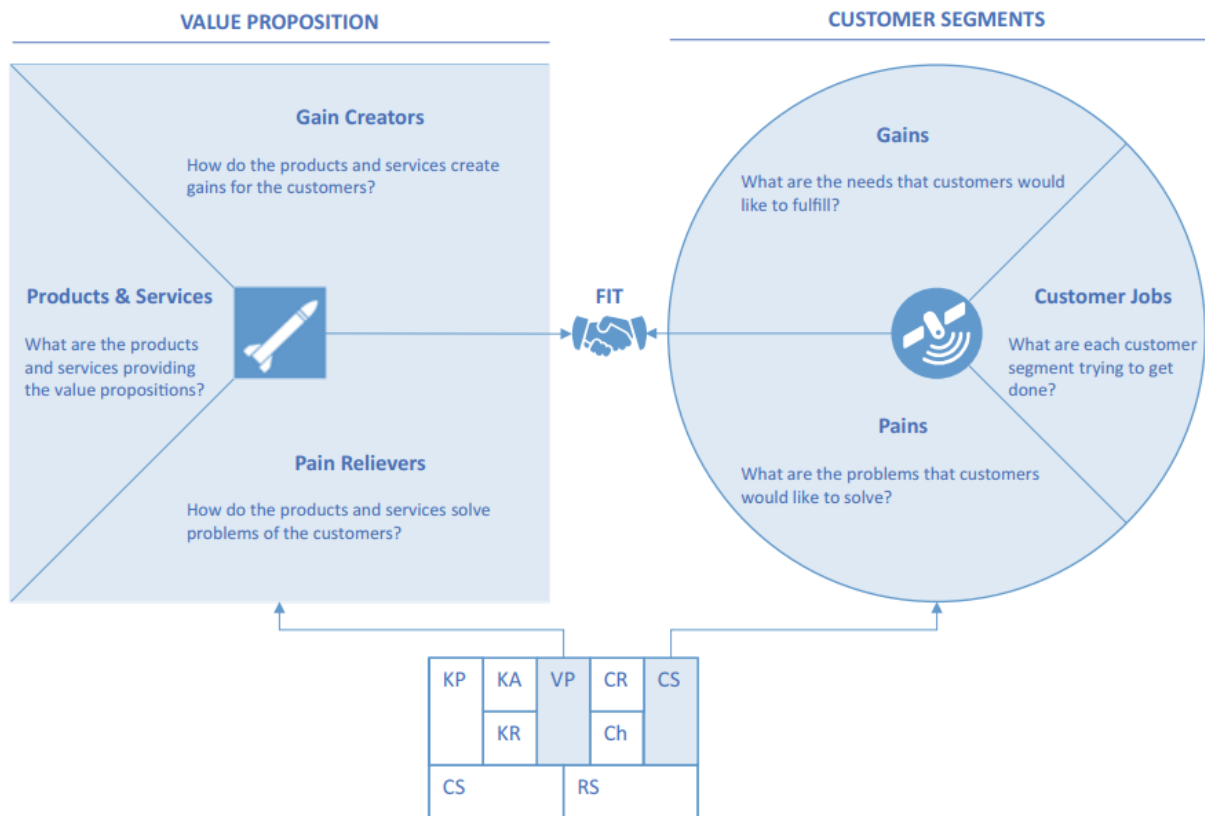 VALUE PROPOSITION
Gain Creators
How do the products and services create
gains for the customers?
Products & Services
What are the products
and services providing
the value propositions?
Pain Relievers
How do the products and services solve
problems of the customers?
FIT
CUSTOMER SEGMENTS
Gains
What are the needs that customers would
like to fulfill?
Customer Jobs
What are each customer
segment trying to get
done?
Pains
What are the problems that customers
would like to solve?
KP
KA
VP
CR
CS
KR
Ch
CS
RS